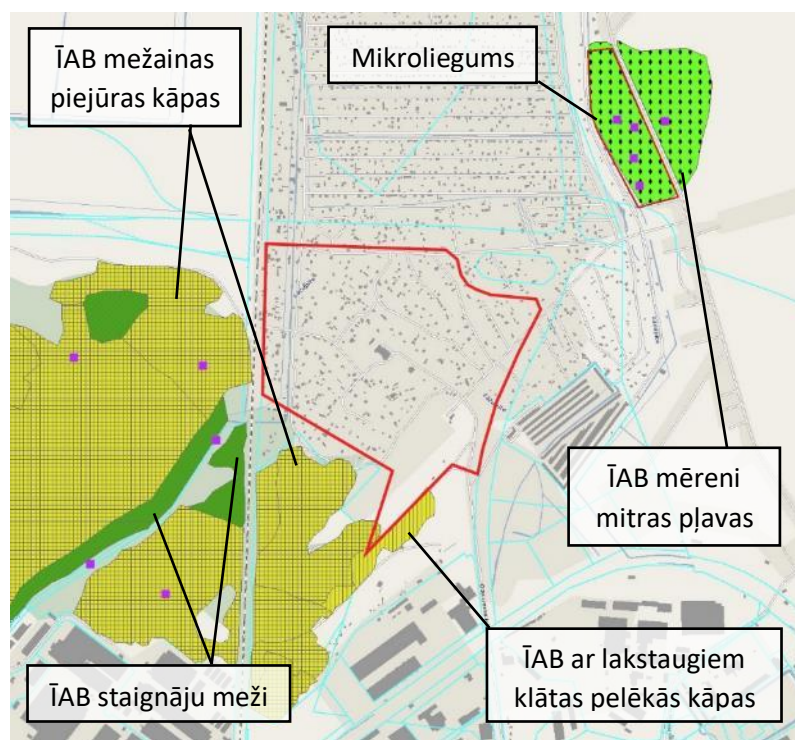 ĪAB mežainas
piejūras kāpas
Mikroliegums
ĪAB mēreni
mitras pļavas
ĪAB staignāju meži
ĪAB ar lakstaugiem
klātas pelēkās kāpas